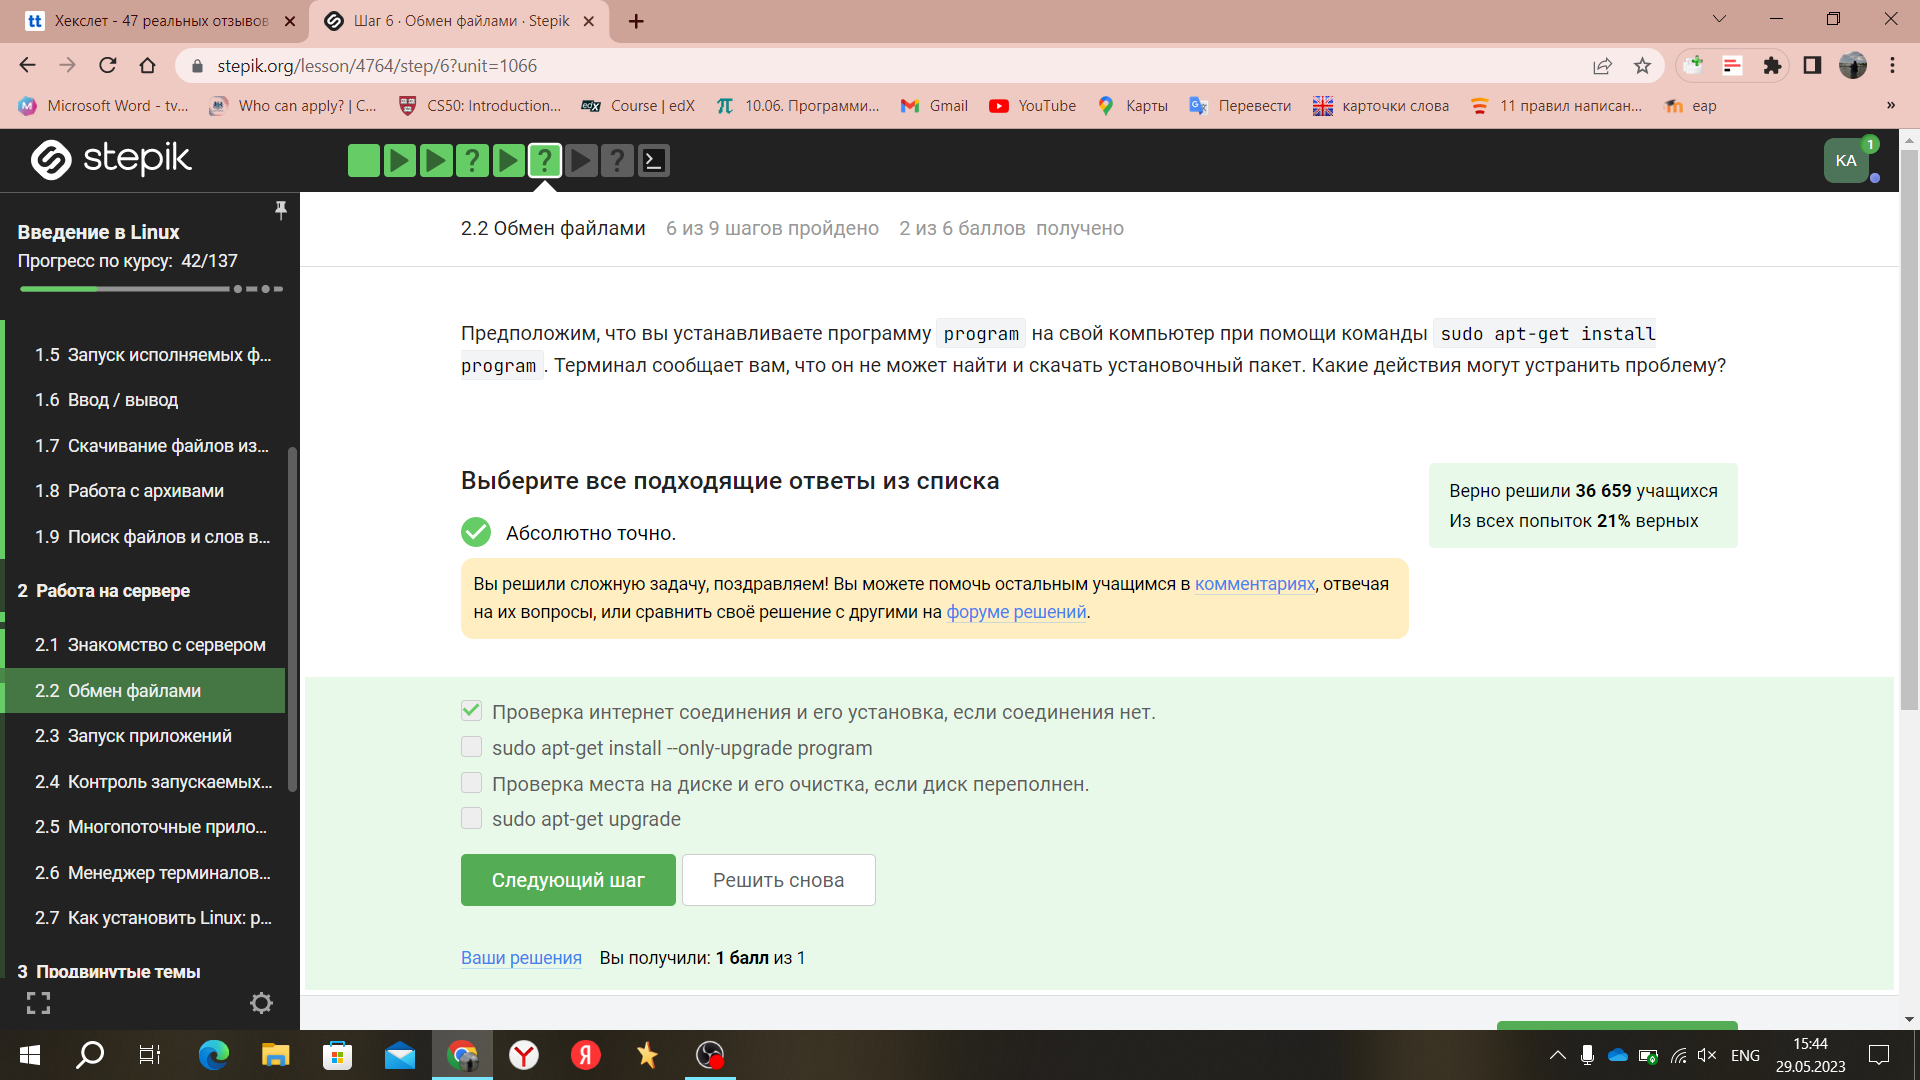 Хекслет - 47 реальных отзывов
Шаг 6 · Обмен файлами · Stepik
stepik.org/lesson/4764/step/6?unit=1066
Microsoft Word - tv...
Who can apply? | C...
CS50: Introduction...
edX
Course | edX
10.06. Программи...
Gmail
YouTube
Карты
Перевести
карточки слова
11 правил написан...
eap
»
stepik
KA
1
Введение в Linux
Прогресс по курсу: 42/137
1.5 Запуск исполняемых ф...
1.6 Ввод / вывод
1.7 Скачивание файлов из...
1.8 Работа с архивами
1.9 Поиск файлов и слов в...
2 Работа на сервере
2.1 Знакомство с сервером
2.2 Обмен файлами
2.3 Запуск приложений
2.4 Контроль запускаемых...
2.5 Многопоточные прило...
2.6 Менеджер терминалов...
2.7 Как установить Linux: р...
3 Продвинутые темы
2.2 Обмен файлами 6 из 9 шагов пройдено 2 из 6 баллов получено
Предположим, что вы устанавливаете программу program на свой компьютер при помощи команды sudo apt-get install
program . Терминал сообщает вам, что он не может найти и скачать установочный пакет. Какие действия могут устранить проблему?
Выберите все подходящие ответы из списка
Верно решили 36 659 учащихся
Из всех попыток 21% верных
Абсолютно точно.
Вы решили сложную задачу, поздравляем! Вы можете помочь остальным учащимся в комментариях, отвечая
на их вопросы, или сравнить своё решение с другими на форуме решений.
Проверка интернет соединения и его установка, если соединения нет.
sudo apt-get install --only-upgrade program
Проверка места на диске и его очистка, если диск переполнен.
sudo apt-get upgrade
Следующий шаг
Решить снова
Ваши решения Вы получили: 1 балл из 1
ENG
15:44
29.05.2023